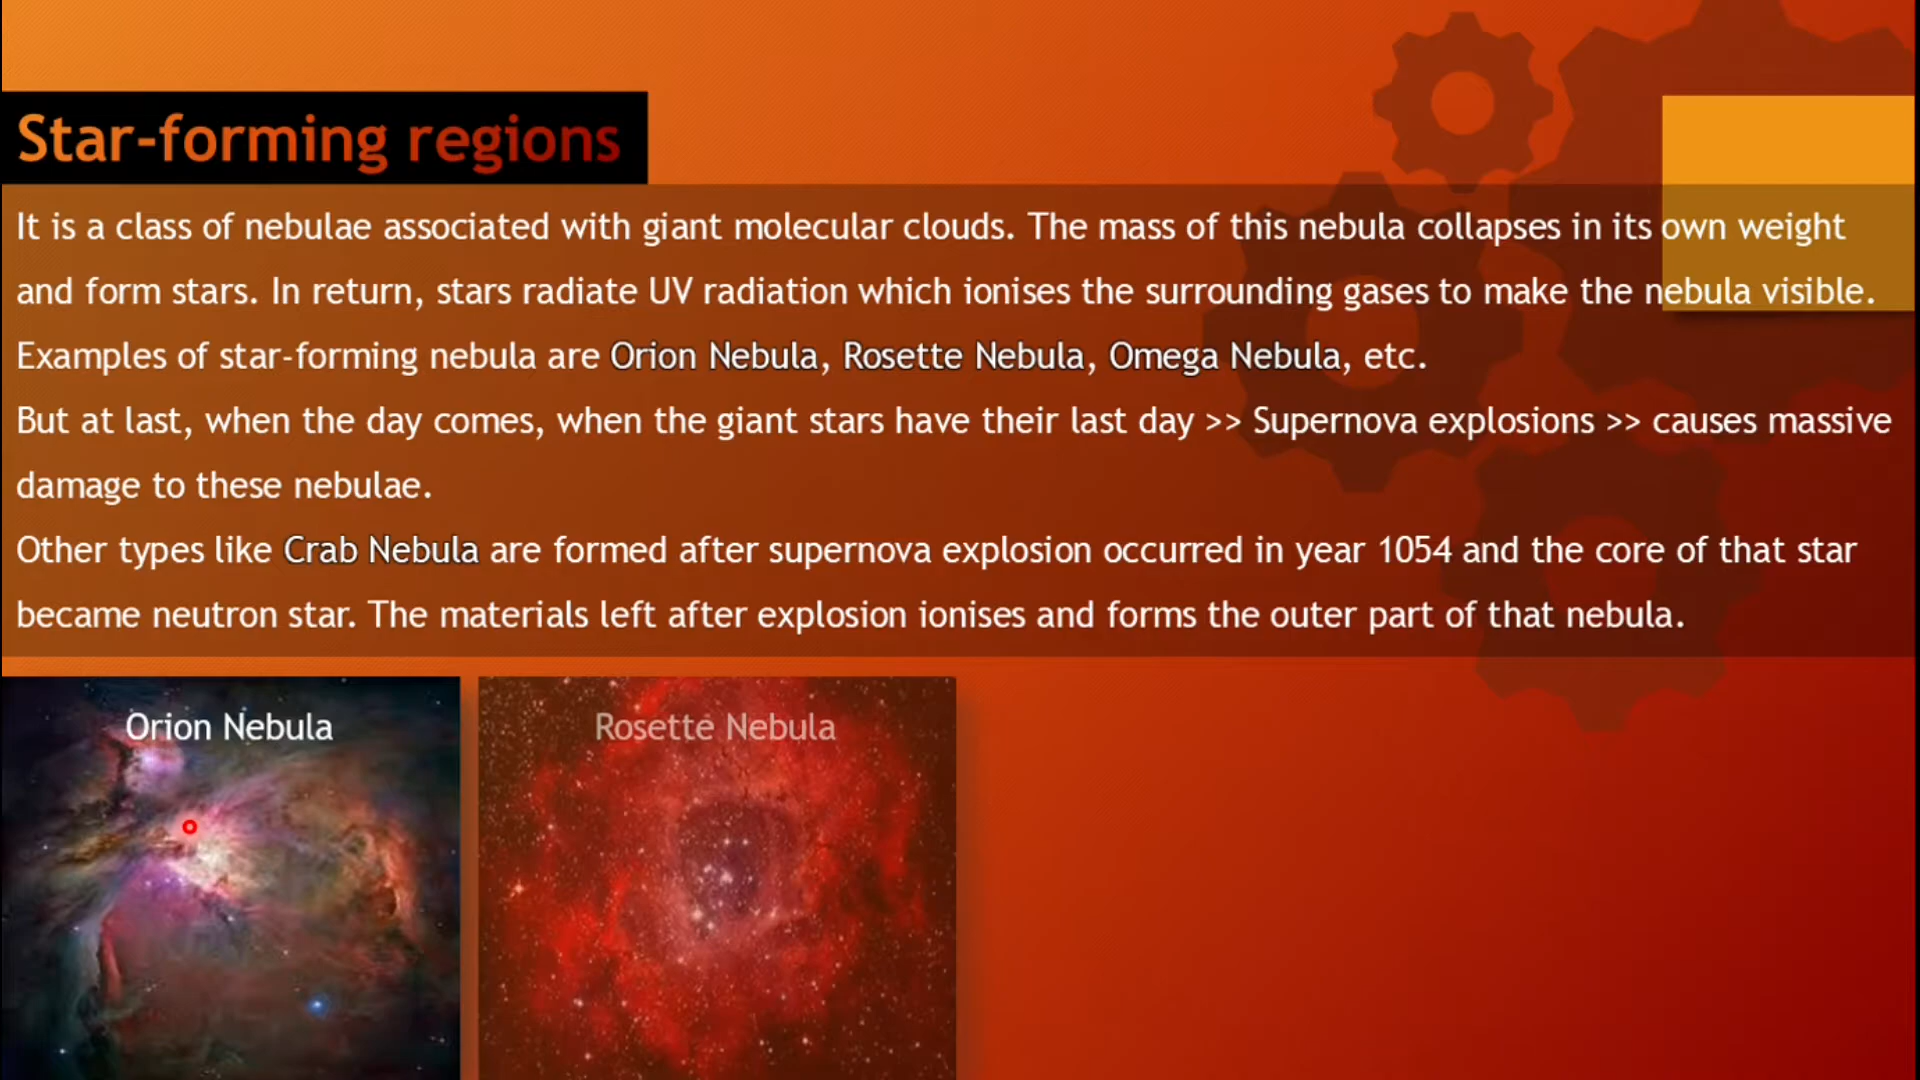 Star-forming regions
It is a class of nebulae associated with giant molecular clouds. The mass of this nebula collapses in its own weight
and form stars. In return, stars radiate UV radiation which ionises the surrounding gases to make the nebula visible.
Examples of star-forming nebula are Orion Nebula, Rosette Nebula, Omega Nebula, etc.
But at last, when the day comes, when the giant stars have their last day >> Supernova explosions >> causes massive
damage to these nebulae.
Other types like Crab Nebula are formed after supernova explosion occurred in year 1054 and the core of that star
became neutron star. The materials left after explosion ionises and forms the outer part of that nebula.
Orion Nebula
Rosette Nebula